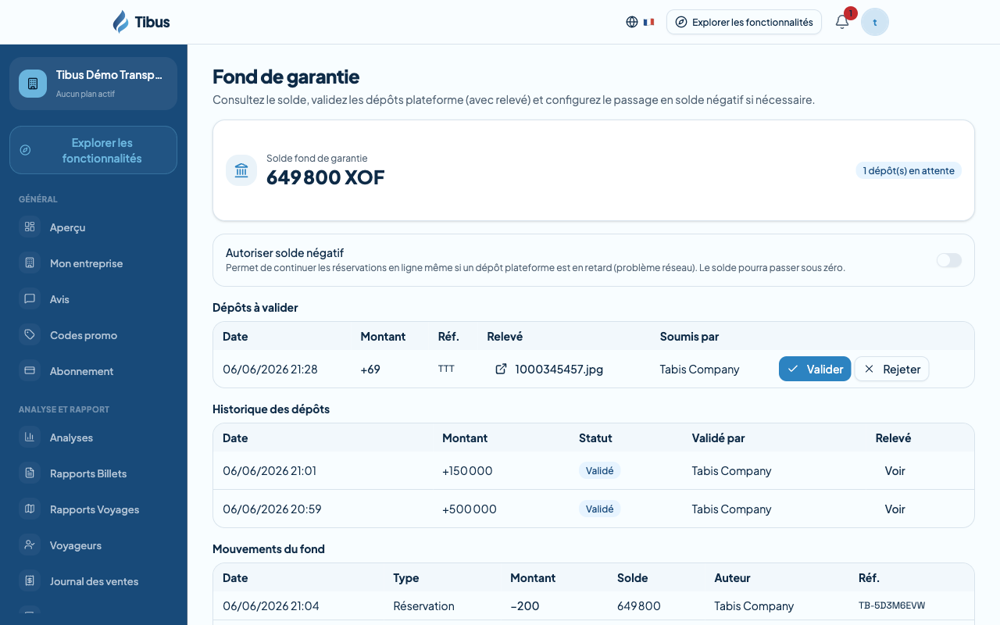 Tibus
Explorer les fonctionnalités
1
t
Tibus Démo Transp...
Aucun plan actif
Explorer les
fonctionnalités
GÉNÉRAL
Aperçu
Mon entreprise
Avis
Codes promo
Abonnement
ANALYSE ET RAPPORT
Analyses
Rapports Billets
Rapports Voyages
Voyageurs
Journal des ventes
Fond de garantie
Consultez le solde, validez les dépôts plateforme (avec relevé) et configurez le passage en solde négatif si nécessaire.
Solde fond de garantie
649 800 XOF
1 dépôt(s) en attente
Autoriser solde négatif
Permet de continuer les réservations en ligne même si un dépôt plateforme est en retard (problème réseau). Le solde pourra passer sous zéro.
Dépôts à valider
Date Montant Réf. Relevé Soumis par
06/06/2026 21:28 +69 TTT 1000345457.jpg Tabis Company Valider Rejeter
Historique des dépôts
Date Montant Statut Validé par Relevé
06/06/2026 21:01 +150 000 Validé Tabis Company Voir
06/06/2026 20:59 +500 000 Validé Tabis Company Voir
Mouvements du fond
Date Type Montant Solde Auteur Réf.
06/06/2026 21:04 Réservation −200 649 800 Tabis Company TB-5D3M6EVW